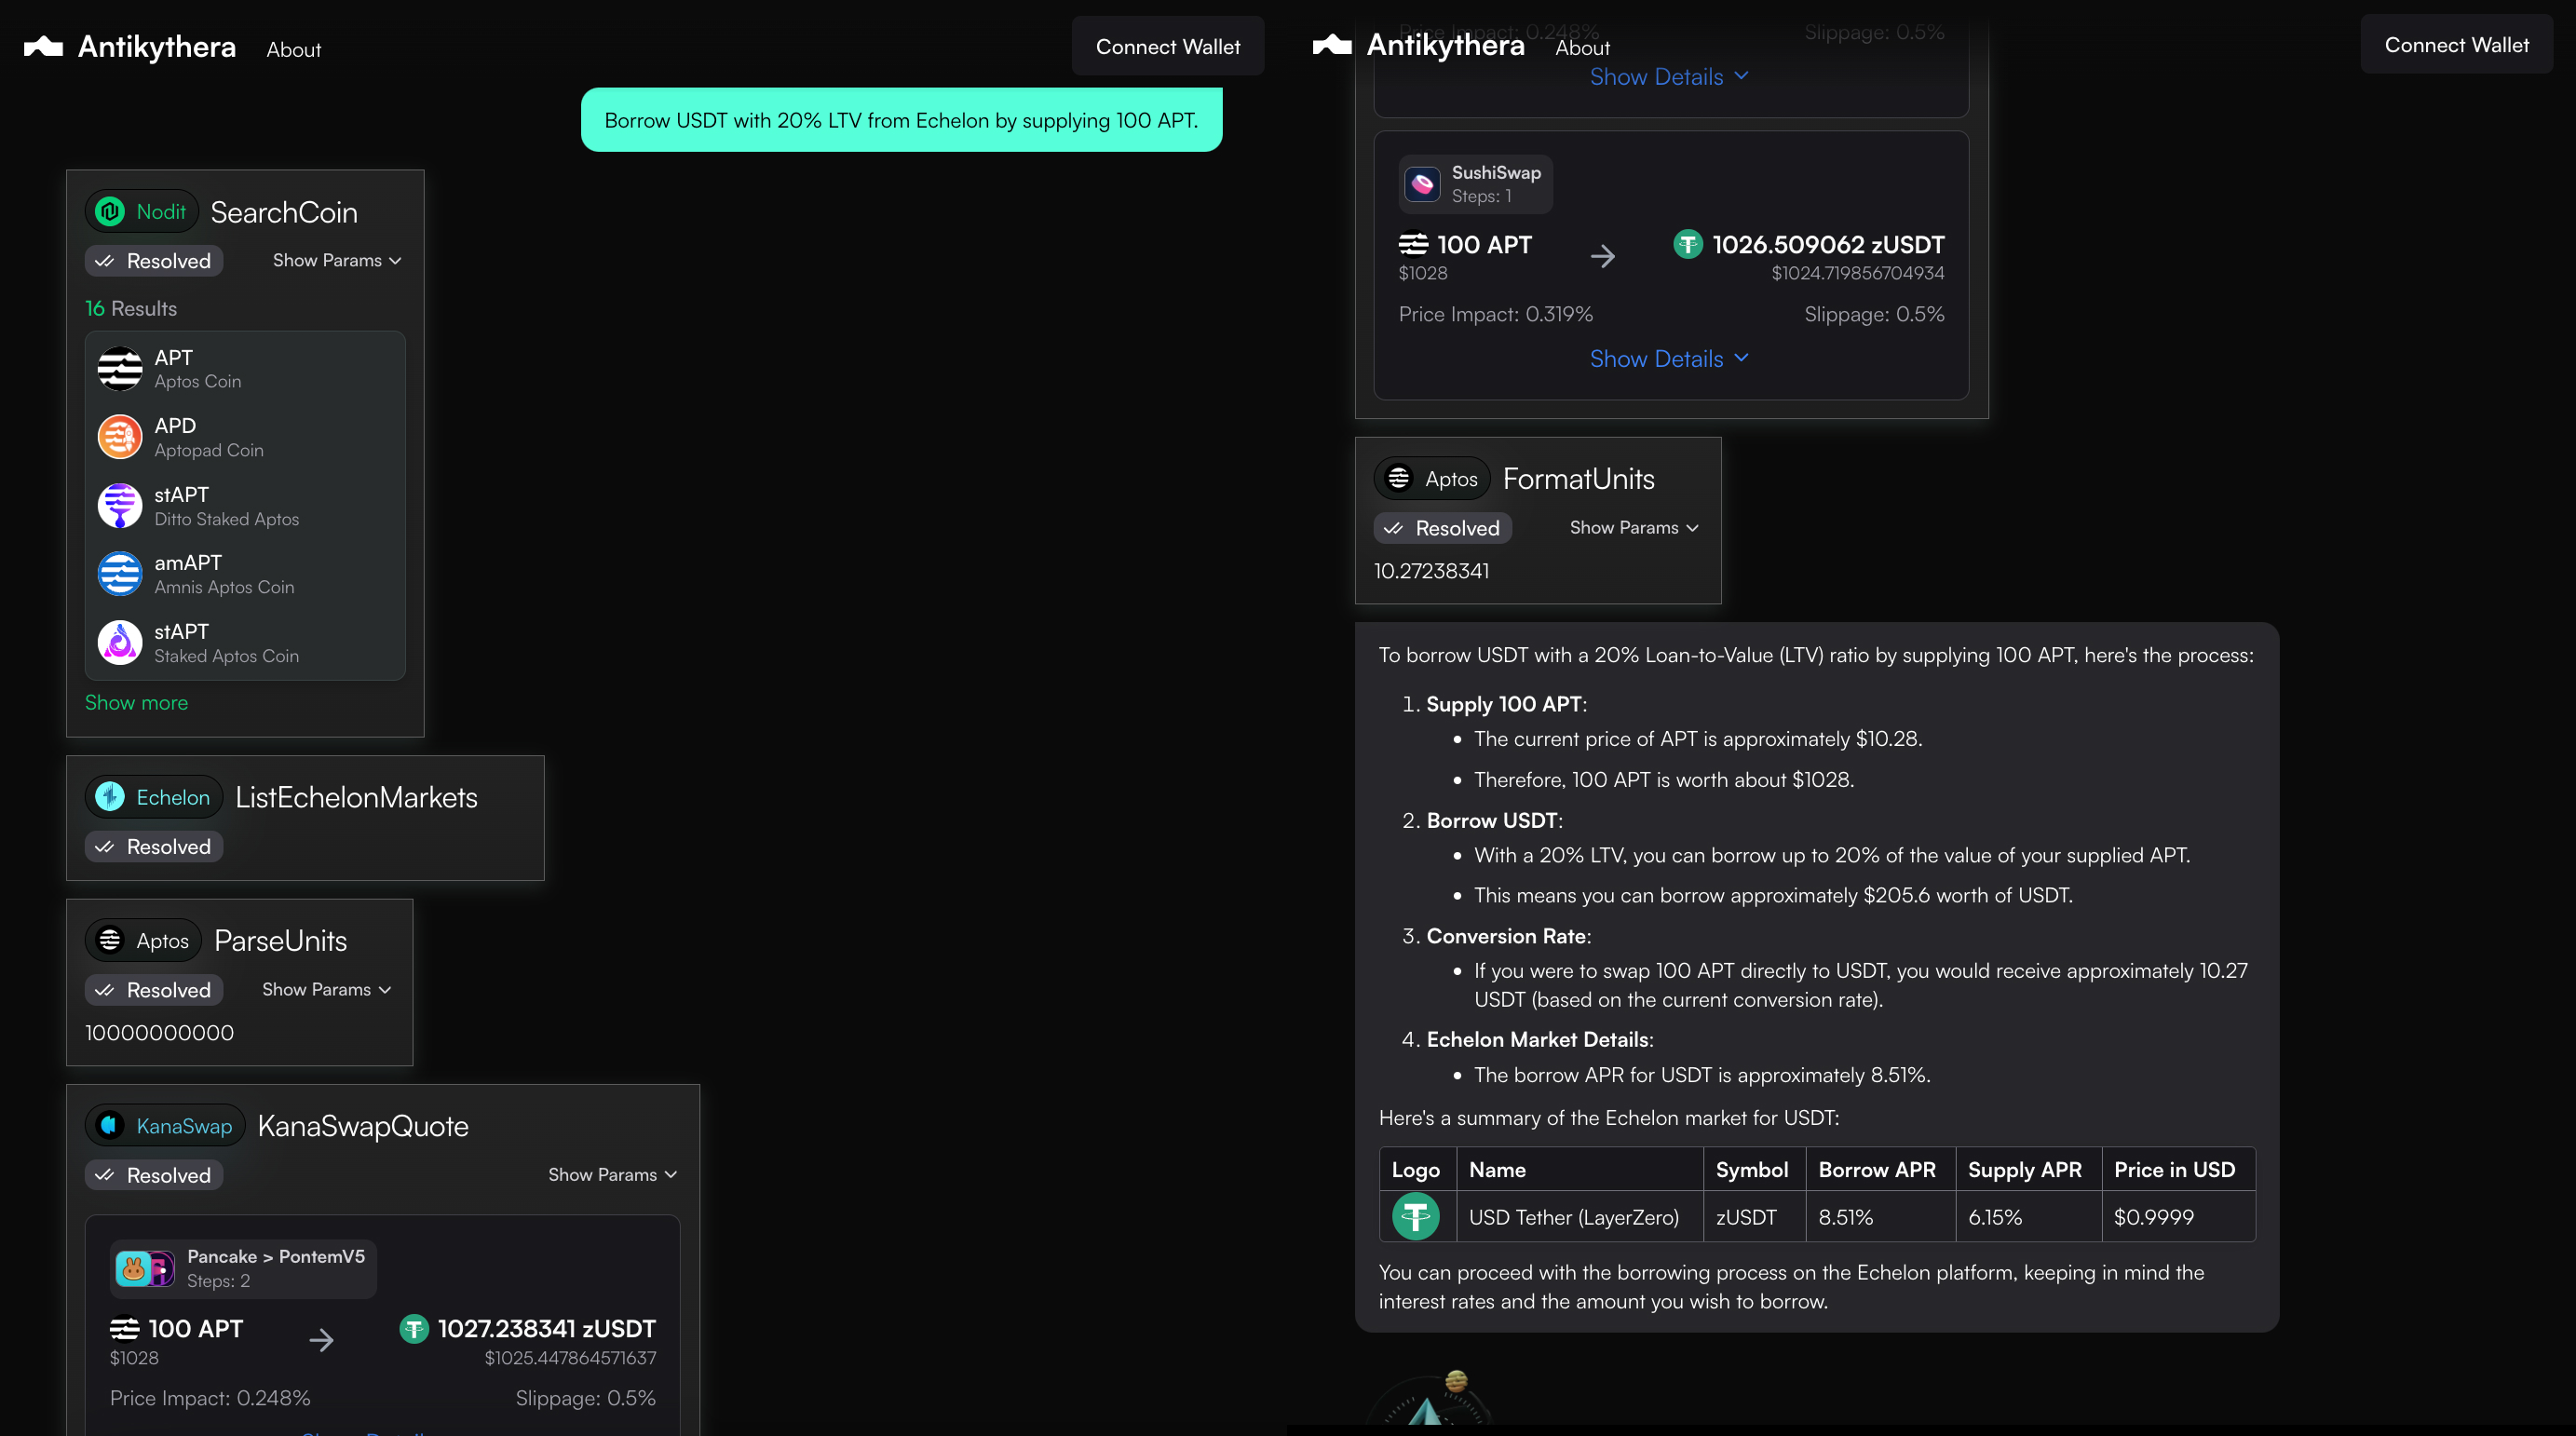 Antikythera
About
Connect Wallet
Borrow USDT with 20% LTV from Echelon by supplying 100 APT.
Nodit
SearchCoin
Resolved
Show Params
16 Results
APT
Aptos Coin
APD
Aptopad Coin
stAPT
Ditto Staked Aptos
amAPT
Amnis Aptos Coin
stAPT
Staked Aptos Coin
Show more
Echelon
ListEchelonMarkets
Resolved
Aptos
ParseUnits
Resolved
Show Params
10000000000
KanaSwap
KanaSwapQuote
Resolved
Show Params
Pancake > PontemV5
Steps: 2
100 APT
1027.238341 zUSDT
$1028
$1025.447864571637
Price Impact: 0.248%
Slippage: 0.5%
Antikythera
About
Connect Wallet
Price Impact: 0.248%
Slippage: 0.5%
Show Details
SushiSwap
Steps: 1
100 APT
1026.509062 zUSDT
$1028
$1024.719856704934
Price Impact: 0.319%
Slippage: 0.5%
Show Details
Aptos
FormatUnits
Resolved
Show Params
10.27238341
To borrow USDT with a 20% Loan-to-Value (LTV) ratio by supplying 100 APT, here's the process:
1. Supply 100 APT:
• The current price of APT is approximately $10.28.
• Therefore, 100 APT is worth about $1028.
2. Borrow USDT:
• With a 20% LTV, you can borrow up to 20% of the value of your supplied APT.
• This means you can borrow approximately $205.6 worth of USDT.
3. Conversion Rate:
• If you were to swap 100 APT directly to USDT, you would receive approximately 10.27
USDT (based on the current conversion rate).
4. Echelon Market Details:
• The borrow APR for USDT is approximately 8.51%.
Here's a summary of the Echelon market for USDT:
Logo Name Symbol Borrow APR Supply APR Price in USD
USD Tether (LayerZero) zUSDT 8.51% 6.15% $0.9999
You can proceed with the borrowing process on the Echelon platform, keeping in mind the
interest rates and the amount you wish to borrow.